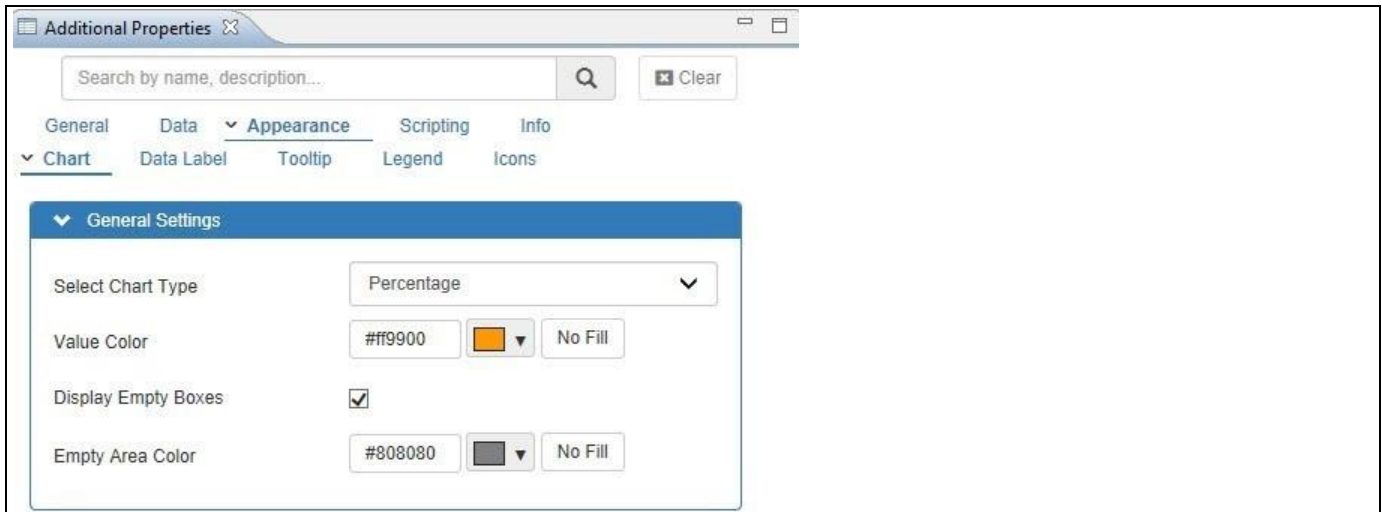 Additional Properties
Search by name, description...
Clear
General Data Appearance Scripting Info
Chart Data Label Tooltip Legend Icons
General Settings
Select Chart Type Percentage
Value Color #ff9900 No Fill
Display Empty Boxes
Empty Area Color #808080 No Fill